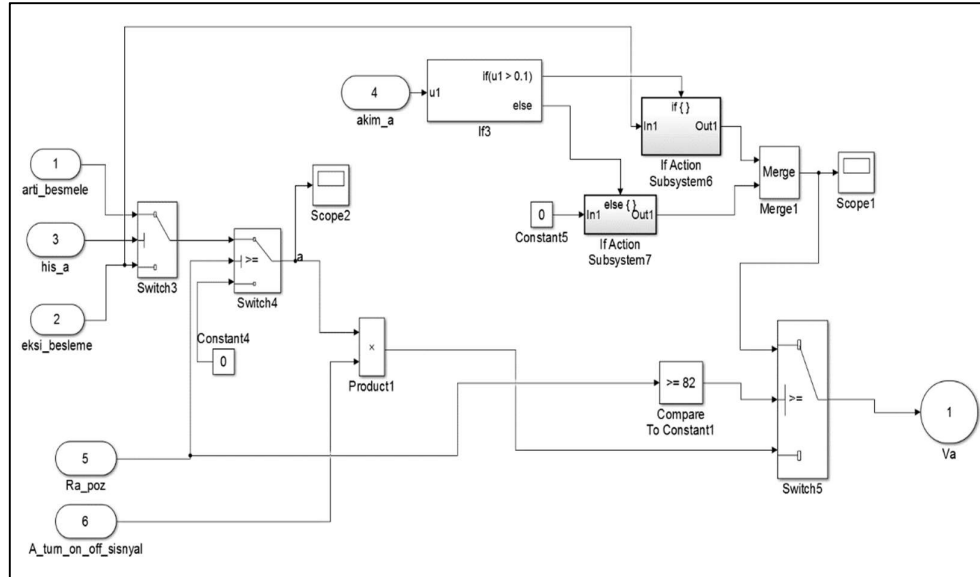 4
akim_a
u1
if(u1 > 0.1)
else
If3
if { }
In1
Out1
If Action
Subsystem6
else { }
In1
Out1
If Action
Subsystem7
0
Constant5
Merge
Merge1
Scope1
1
arti_besmele
3
his_a
2
eksi_besleme
Switch3
>=
Switch4
Constant4
0
a
Scope2
×
Product1
>= 82
Compare
To Constant1
>=
Switch5
1
Va
5
Ra_poz
6
A_turn_on_off_sisnyal